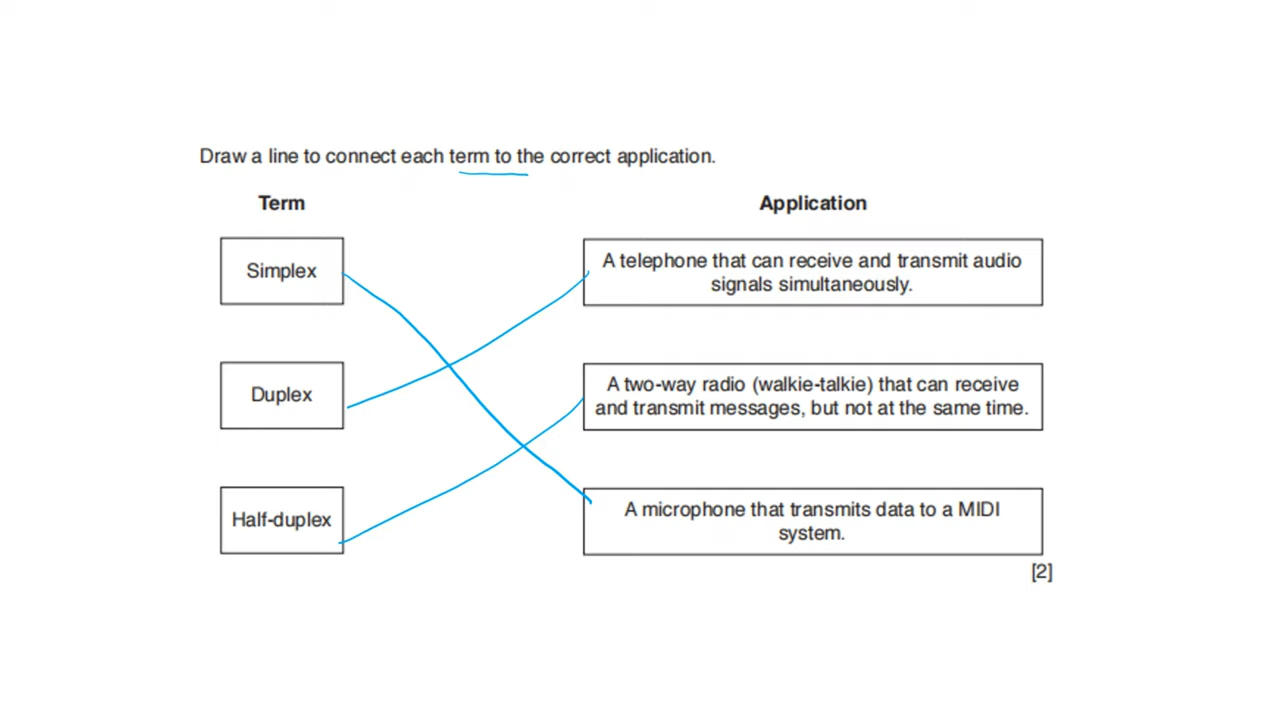 Draw a line to connect each term to the correct application.
Term
Application
Simplex
A telephone that can receive and transmit audio
signals simultaneously.
Duplex
A two-way radio (walkie-talkie) that can receive
and transmit messages, but not at the same time.
Half-duplex
A microphone that transmits data to a MIDI
system.
[2]